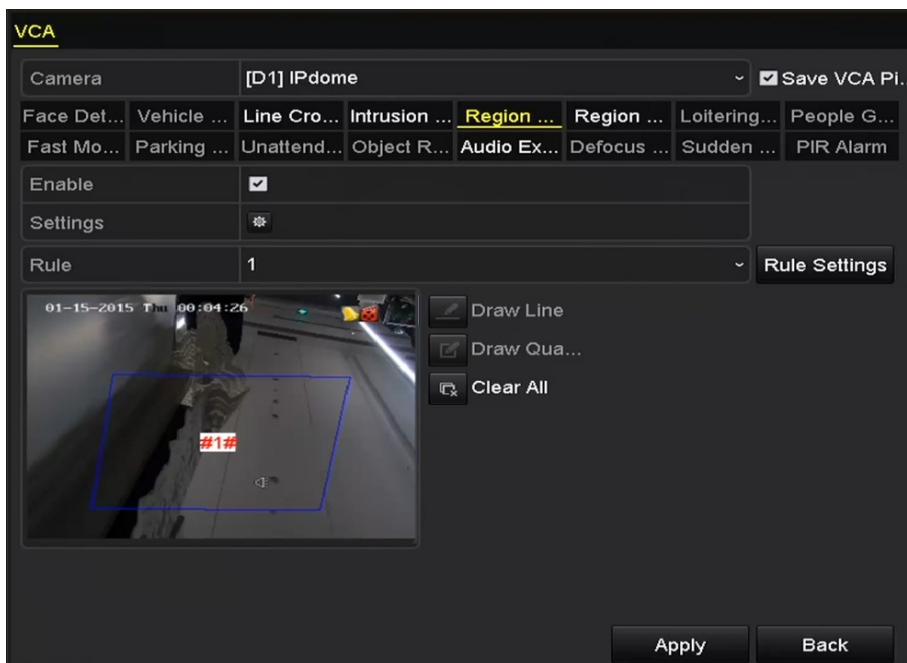 VCA
Camera [D1] IPdome Save VCA Pi..
Face Det... Vehicle ... Line Cro... Intrusion ... Region ... Region ... Loitering... People G...
Fast Mo... Parking ... Unattend... Object R... Audio Ex... Defocus ... Sudden ... PIR Alarm
Enable
Settings
Rule 1 Rule Settings
01-15-2015 Thu 00:04:26
Draw Line
Draw Qua...
Clear All
#1#
Apply Back